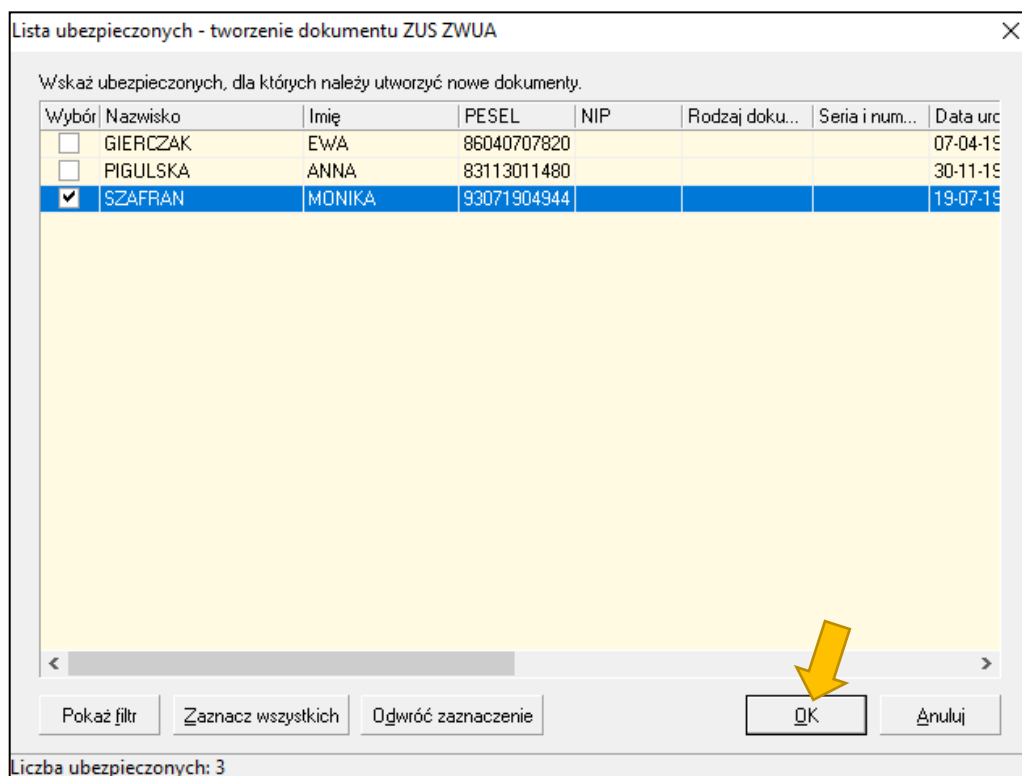 Lista ubezpieczonych - tworzenie dokumentu ZUS ZWUA
Wskaż ubezpieczonych, dla których należy utworzyć nowe dokumenty.
Wybór Nazwisko Imię PESEL NIP Rodzaj doku... Seria i num... Data urc
GIERCZAK EWA 86040707820 07-04-19
PIGULSKA ANNA 83113011480 30-11-19
SZAFRAN MONIKA 93071904944 19-07-19
Pokaż filtr Zaznacz wszystkich Odwróć zaznaczenie OK Anuluj
Liczba ubezpieczonych: 3